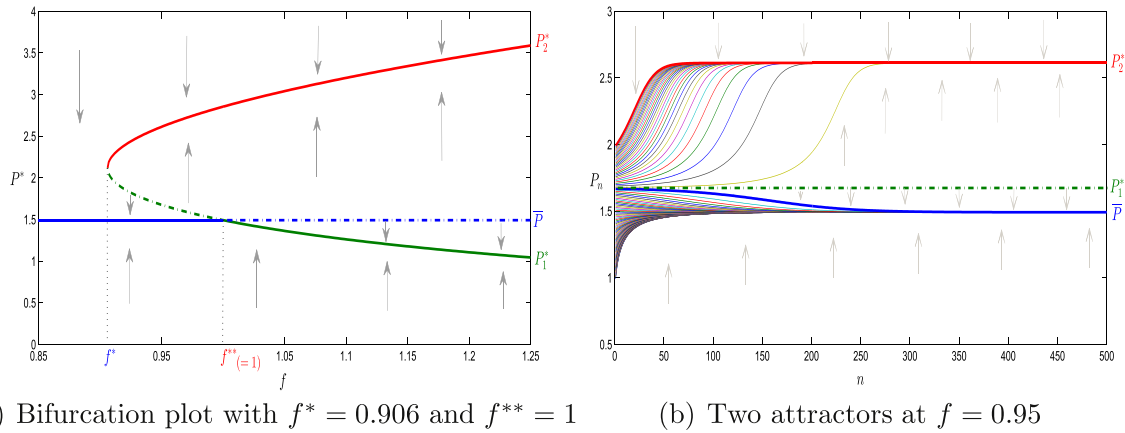 4
3.5
3
2.5
2
1.5
1
0.5
0
P*
P₂*
P̅
P₁*
0.85
f*
0.95
f**(= 1)
1.05
1.1
1.15
1.2
1.25
f
) Bifurcation plot with f* = 0.906 and f** = 1
3
2.5
2
1.5
1
0.5
Pₙ
P₂*
P₁*
P̅
0
50
100
150
200
250
300
350
400
450
500
n
(b) Two attractors at f = 0.95